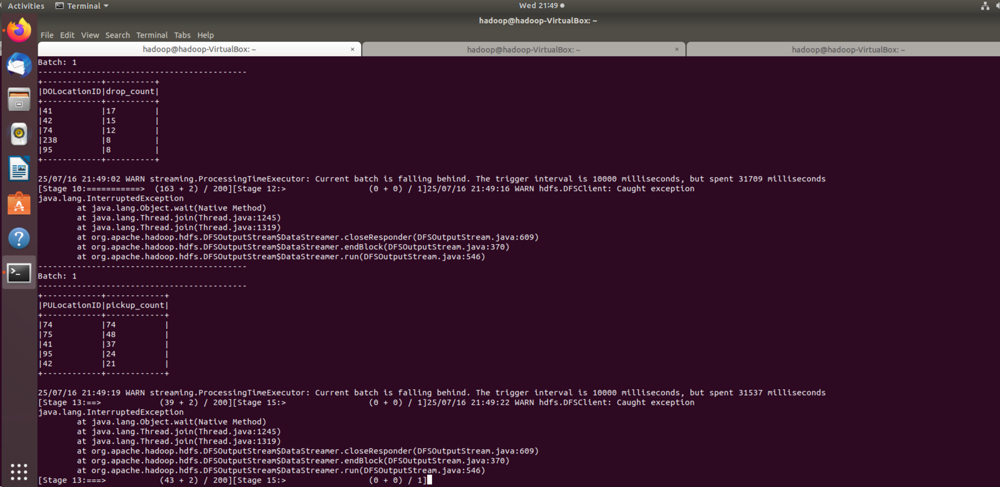 Activities Terminal Wed 21:49
hadoop@hadoop-VirtualBox: ~
File Edit View Search Terminal Tabs Help
hadoop@hadoop-VirtualBox: ~ × hadoop@hadoop-VirtualBox: ~ × hadoop@hadoop-VirtualBox: ~
Batch: 1
-------------------------------------------
+------------+----------+
|DOLocationID|drop_count|
+------------+----------+
|41          |17        |
|42          |15        |
|74          |12        |
|238         |8         |
|95          |8         |
+------------+----------+
25/07/16 21:49:02 WARN streaming.ProcessingTimeExecutor: Current batch is falling behind. The trigger interval is 10000 milliseconds, but spent 31709 milliseconds
[Stage 10:===========>  (163 + 2) / 200][Stage 12:>                 (0 + 0) / 1]25/07/16 21:49:16 WARN hdfs.DFSClient: Caught exception
java.lang.InterruptedException
        at java.lang.Object.wait(Native Method)
        at java.lang.Thread.join(Thread.java:1245)
        at java.lang.Thread.join(Thread.java:1319)
        at org.apache.hadoop.hdfs.DFSOutputStream$DataStreamer.closeResponder(DFSOutputStream.java:609)
        at org.apache.hadoop.hdfs.DFSOutputStream$DataStreamer.endBlock(DFSOutputStream.java:370)
        at org.apache.hadoop.hdfs.DFSOutputStream$DataStreamer.run(DFSOutputStream.java:546)
-------------------------------------------
Batch: 1
-------------------------------------------
+------------+------------+
|PULocationID|pickup_count|
+------------+------------+
|74          |74          |
|75          |48          |
|41          |37          |
|95          |24          |
|42          |21          |
+------------+------------+
25/07/16 21:49:19 WARN streaming.ProcessingTimeExecutor: Current batch is falling behind. The trigger interval is 10000 milliseconds, but spent 31537 milliseconds
[Stage 13:==>            (39 + 2) / 200][Stage 15:>                 (0 + 0) / 1]25/07/16 21:49:22 WARN hdfs.DFSClient: Caught exception
java.lang.InterruptedException
        at java.lang.Object.wait(Native Method)
        at java.lang.Thread.join(Thread.java:1245)
        at java.lang.Thread.join(Thread.java:1319)
        at org.apache.hadoop.hdfs.DFSOutputStream$DataStreamer.closeResponder(DFSOutputStream.java:609)
        at org.apache.hadoop.hdfs.DFSOutputStream$DataStreamer.endBlock(DFSOutputStream.java:370)
        at org.apache.hadoop.hdfs.DFSOutputStream$DataStreamer.run(DFSOutputStream.java:546)
[Stage 13:===>           (43 + 2) / 200][Stage 15:>                 (0 + 0) / 1]